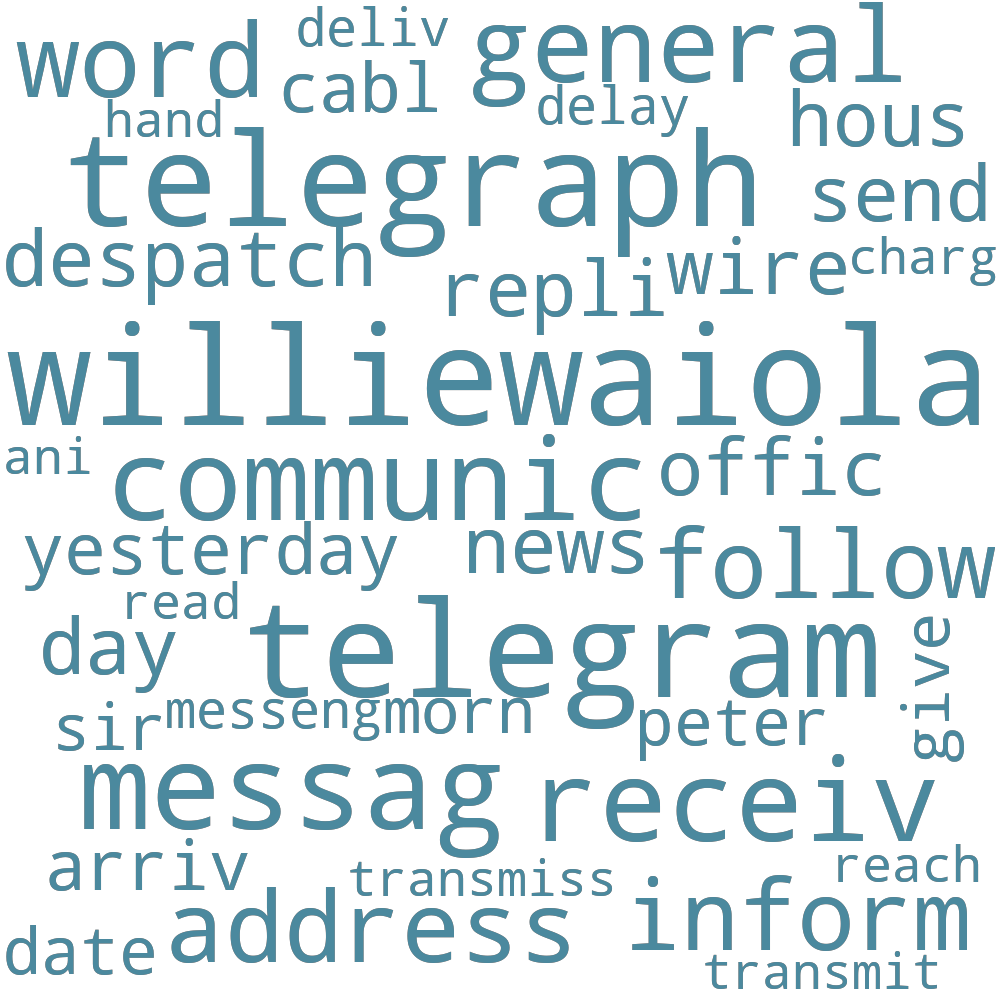 deliv
word general
cabl
hand delay hous
telegraph
send
despatch wire charg
repli
williewaiola
ani communic offic
yesterday news follow
read
day telegram give
sir messeng morn peter
messag receiv
arriv transmiss reach
address inform
date transmit